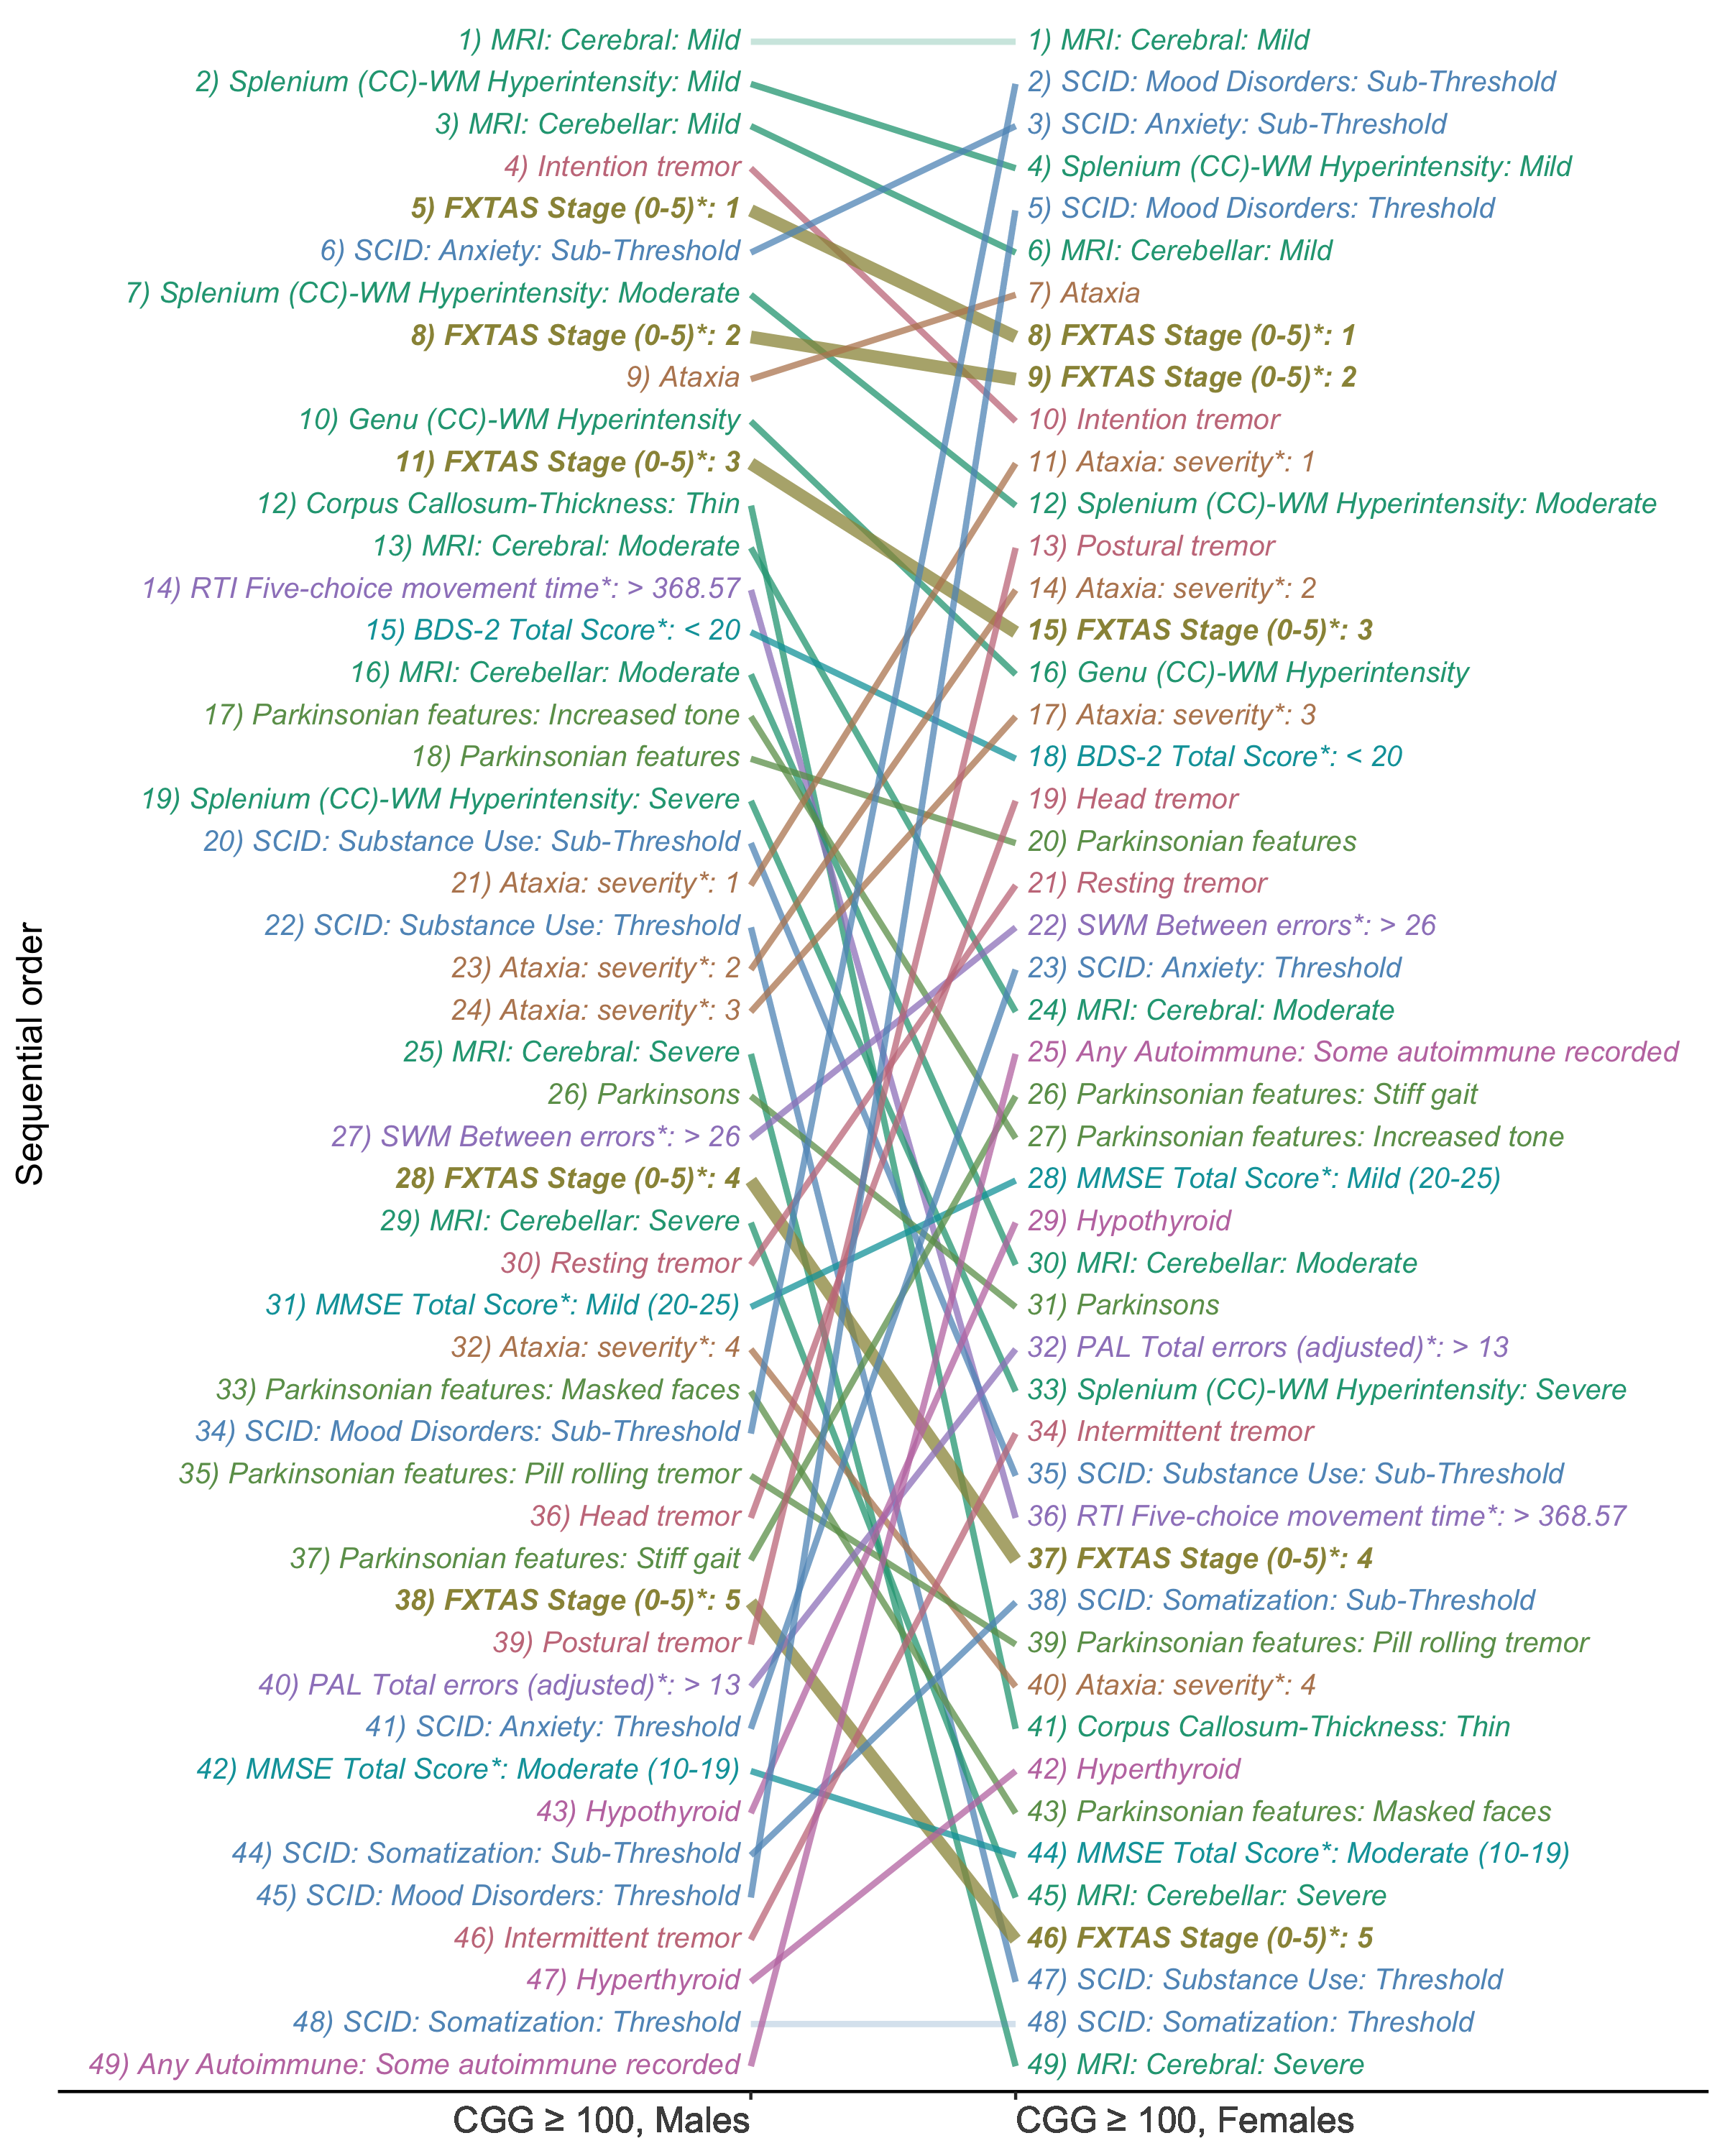 1) MRI: Cerebral: Mild
2) Splenium (CC)-WM Hyperintensity: Mild
3) MRI: Cerebellar: Mild
4) Intention tremor
5) FXTAS Stage (0-5)*: 1
6) SCID: Anxiety: Sub-Threshold
7) Splenium (CC)-WM Hyperintensity: Moderate
8) FXTAS Stage (0-5)*: 2
9) Ataxia
10) Genu (CC)-WM Hyperintensity
11) FXTAS Stage (0-5)*: 3
12) Corpus Callosum-Thickness: Thin
13) MRI: Cerebral: Moderate
14) RTI Five-choice movement time*: > 368.57
15) BDS-2 Total Score*: < 20
16) MRI: Cerebellar: Moderate
17) Parkinsonian features: Increased tone
18) Parkinsonian features
19) Splenium (CC)-WM Hyperintensity: Severe
20) SCID: Substance Use: Sub-Threshold
21) Ataxia: severity*: 1
22) SCID: Substance Use: Threshold
23) Ataxia: severity*: 2
24) Ataxia: severity*: 3
25) MRI: Cerebral: Severe
26) Parkinsons
27) SWM Between errors*: > 26
28) FXTAS Stage (0-5)*: 4
29) MRI: Cerebellar: Severe
30) Resting tremor
31) MMSE Total Score*: Mild (20-25)
32) Ataxia: severity*: 4
33) Parkinsonian features: Masked faces
34) SCID: Mood Disorders: Sub-Threshold
35) Parkinsonian features: Pill rolling tremor
36) Head tremor
37) Parkinsonian features: Stiff gait
38) FXTAS Stage (0-5)*: 5
39) Postural tremor
40) PAL Total errors (adjusted)*: > 13
41) SCID: Anxiety: Threshold
42) MMSE Total Score*: Moderate (10-19)
43) Hypothyroid
44) SCID: Somatization: Sub-Threshold
45) SCID: Mood Disorders: Threshold
46) Intermittent tremor
47) Hyperthyroid
48) SCID: Somatization: Threshold
49) Any Autoimmune: Some autoimmune recorded
1) MRI: Cerebral: Mild
2) SCID: Mood Disorders: Sub-Threshold
3) SCID: Anxiety: Sub-Threshold
4) Splenium (CC)-WM Hyperintensity: Mild
5) SCID: Mood Disorders: Threshold
6) MRI: Cerebellar: Mild
7) Ataxia
8) FXTAS Stage (0-5)*: 1
9) FXTAS Stage (0-5)*: 2
10) Intention tremor
11) Ataxia: severity*: 1
12) Splenium (CC)-WM Hyperintensity: Moderate
13) Postural tremor
14) Ataxia: severity*: 2
15) FXTAS Stage (0-5)*: 3
16) Genu (CC)-WM Hyperintensity
17) Ataxia: severity*: 3
18) BDS-2 Total Score*: < 20
19) Head tremor
20) Parkinsonian features
21) Resting tremor
22) SWM Between errors*: > 26
23) SCID: Anxiety: Threshold
24) MRI: Cerebral: Moderate
25) Any Autoimmune: Some autoimmune recorded
26) Parkinsonian features: Stiff gait
27) Parkinsonian features: Increased tone
28) MMSE Total Score*: Mild (20-25)
29) Hypothyroid
30) MRI: Cerebellar: Moderate
31) Parkinsons
32) PAL Total errors (adjusted)*: > 13
33) Splenium (CC)-WM Hyperintensity: Severe
34) Intermittent tremor
35) SCID: Substance Use: Sub-Threshold
36) RTI Five-choice movement time*: > 368.57
37) FXTAS Stage (0-5)*: 4
38) SCID: Somatization: Sub-Threshold
39) Parkinsonian features: Pill rolling tremor
40) Ataxia: severity*: 4
41) Corpus Callosum-Thickness: Thin
42) Hyperthyroid
43) Parkinsonian features: Masked faces
44) MMSE Total Score*: Moderate (10-19)
45) MRI: Cerebellar: Severe
46) FXTAS Stage (0-5)*: 5
47) SCID: Substance Use: Threshold
48) SCID: Somatization: Threshold
49) MRI: Cerebral: Severe
Sequential order
CGG ≥ 100, Males
CGG ≥ 100, Females